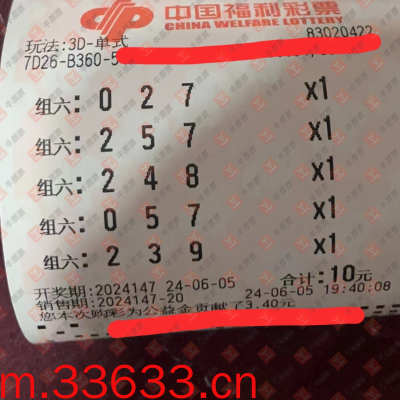 中国福利彩票
CHINA WELFARE LOTTERY
玩法:3D-单式 83020422
7D26-B360-5
组六: 0 2 7 X1
组六: 2 5 7 X1
组六: 2 4 8 X1
组六: 0 5 7 X1
组六: 2 3 9 X1
开奖期:2024147 24-06-05 合计:10元
销售期:2024147-20 24-06-05 19:40:08
您本次购彩为公益金贡献了3.40元
m.33633.cn